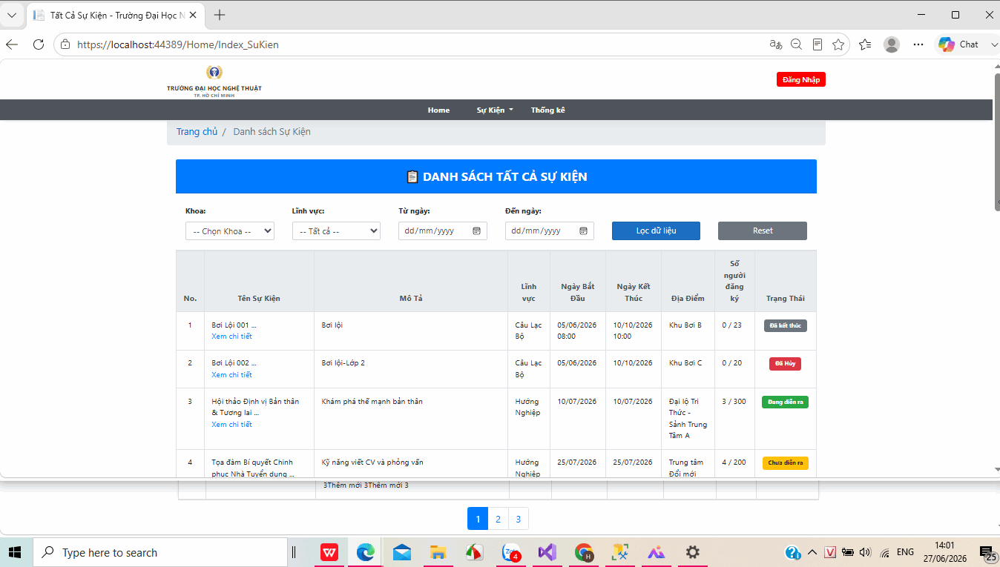 Tất Cả Sự Kiện - Trường Đại Học N
https://localhost:44389/Home/Index_SuKien
Chat
TRƯỜNG ĐẠI HỌC NGHỆ THUẬT
TP. HỒ CHÍ MINH
Đăng Nhập
Home Sự Kiện Thống kê
Trang chủ / Danh sách Sự Kiện
DANH SÁCH TẤT CẢ SỰ KIỆN
Khoa: Lĩnh vực: Từ ngày: Đến ngày:
-- Chọn Khoa -- -- Tất cả -- dd/mm/yyyy dd/mm/yyyy Lọc dữ liệu Reset
Số
người
Lĩnh Ngày Bắt Ngày Kết đăng
No. Tên Sự Kiện Mô Tả vực Đầu Thúc Địa Điểm ký Trạng Thái
1 Bơi Lội 001 ... Bơi lội Câu Lạc 05/06/2026 10/10/2026 Khu Bơi B 0 / 23 Đã kết thúc
Xem chi tiết Bộ 08:00 10:00
2 Bơi Lội 002 ... Bơi lội-Lớp 2 Câu Lạc 05/06/2026 10/10/2026 Khu Bơi C 0 / 20 Đã Hủy
Xem chi tiết Bộ
3 Hội thảo Định vị Bản thân Khám phá thế mạnh bản thân Hướng 10/07/2026 10/07/2026 Đại lộ Tri 3 / 300 Đang diễn ra
& Tương lai ... Nghiệp Thức -
Xem chi tiết Sảnh Trung
Tâm A
4 Tọa đàm Bí quyết Chinh Kỹ năng viết CV và phỏng vấn Hướng 25/07/2026 25/07/2026 Trung tâm 4 / 200 Chưa diễn ra
phục Nhà Tuyển dụng ... Nghiệp Đổi mới
3Thêm mới 3Thêm mới 3
1 2 3
Type here to search
Zalo
4
H
V
ENG
14:01
27/06/2026
25